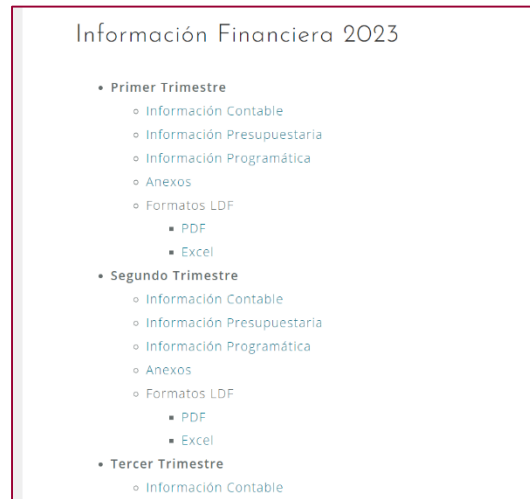 Información Financiera 2023
Primer Trimestre
Información Contable
Información Presupuestaria
Información Programática
Anexos
Formatos LDF
PDF
Excel
Segundo Trimestre
Información Contable
Información Presupuestaria
Información Programática
Anexos
Formatos LDF
PDF
Excel
Tercer Trimestre
Información Contable